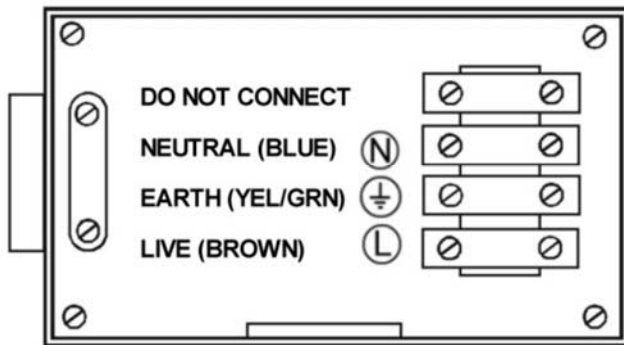 DO NOT CONNECT
NEUTRAL (BLUE) N
EARTH (YEL/GRN)
LIVE (BROWN) L